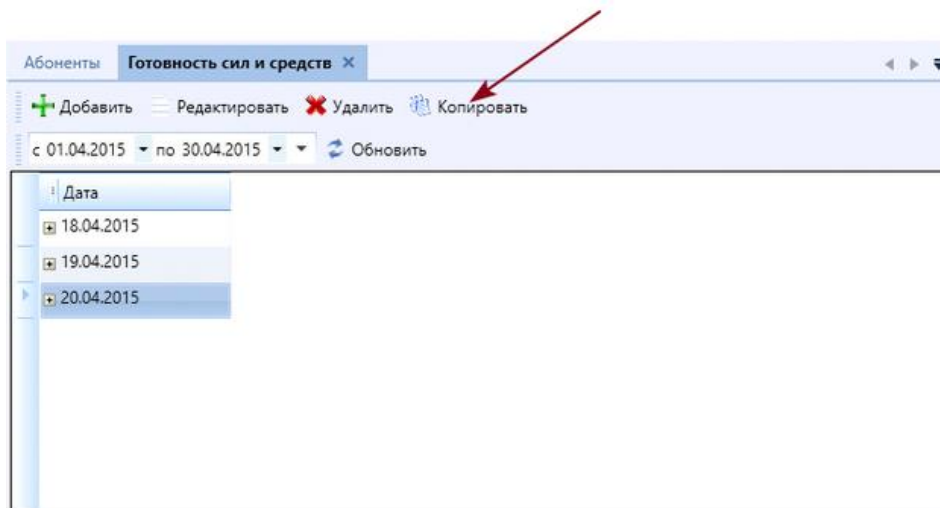 Абоненты Готовность сил и средств
Добавить Редактировать Удалить Копировать
с 01.04.2015 по 30.04.2015 Обновить
Дата
18.04.2015
19.04.2015
20.04.2015